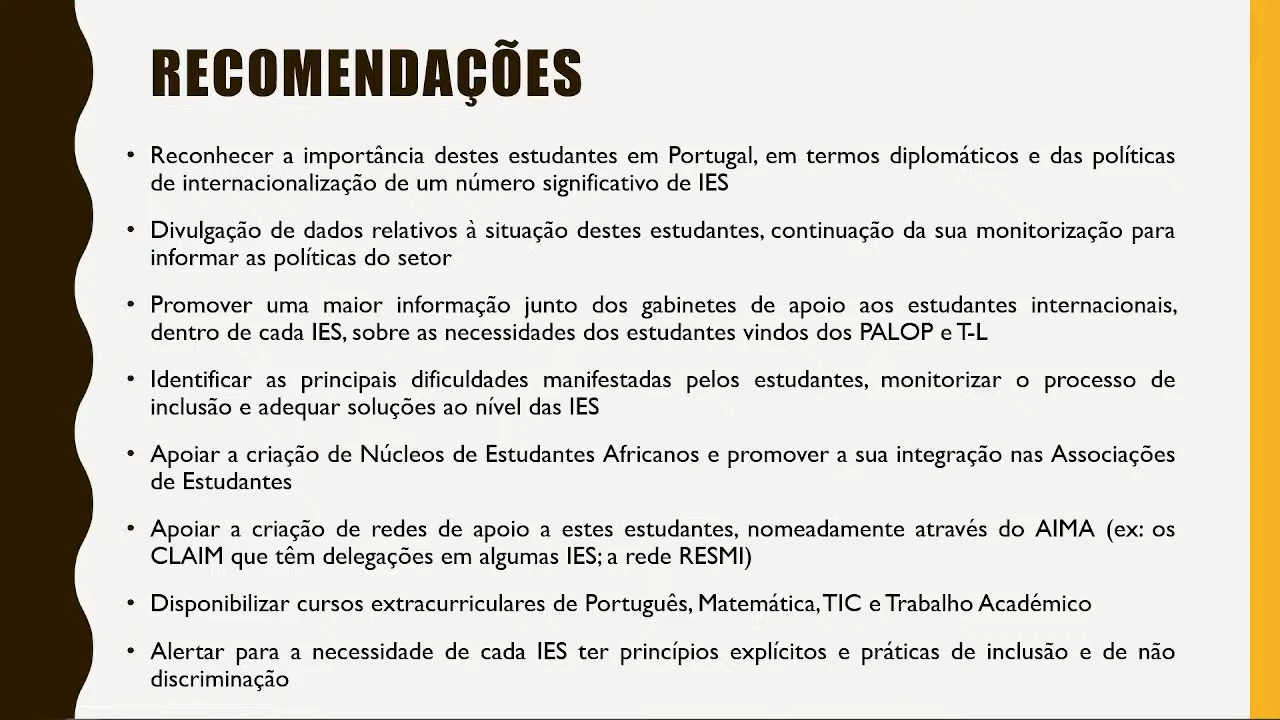 RECOMENDAÇÕES
• Reconhecer a importância destes estudantes em Portugal, em termos diplomáticos e das políticas
de internacionalização de um número significativo de IES
• Divulgação de dados relativos à situação destes estudantes, continuação da sua monitorização para
informar as políticas do setor
• Promover uma maior informação junto dos gabinetes de apoio aos estudantes internacionais,
dentro de cada IES, sobre as necessidades dos estudantes vindos dos PALOP e T-L
• Identificar as principais dificuldades manifestadas pelos estudantes, monitorizar o processo de
inclusão e adequar soluções ao nível das IES
• Apoiar a criação de Núcleos de Estudantes Africanos e promover a sua integração nas Associações
de Estudantes
• Apoiar a criação de redes de apoio a estes estudantes, nomeadamente através do AIMA (ex: os
CLAIM que têm delegações em algumas IES; a rede RESMI)
• Disponibilizar cursos extracurriculares de Português, Matemática, TIC e Trabalho Académico
• Alertar para a necessidade de cada IES ter princípios explícitos e práticas de inclusão e de não
discriminação